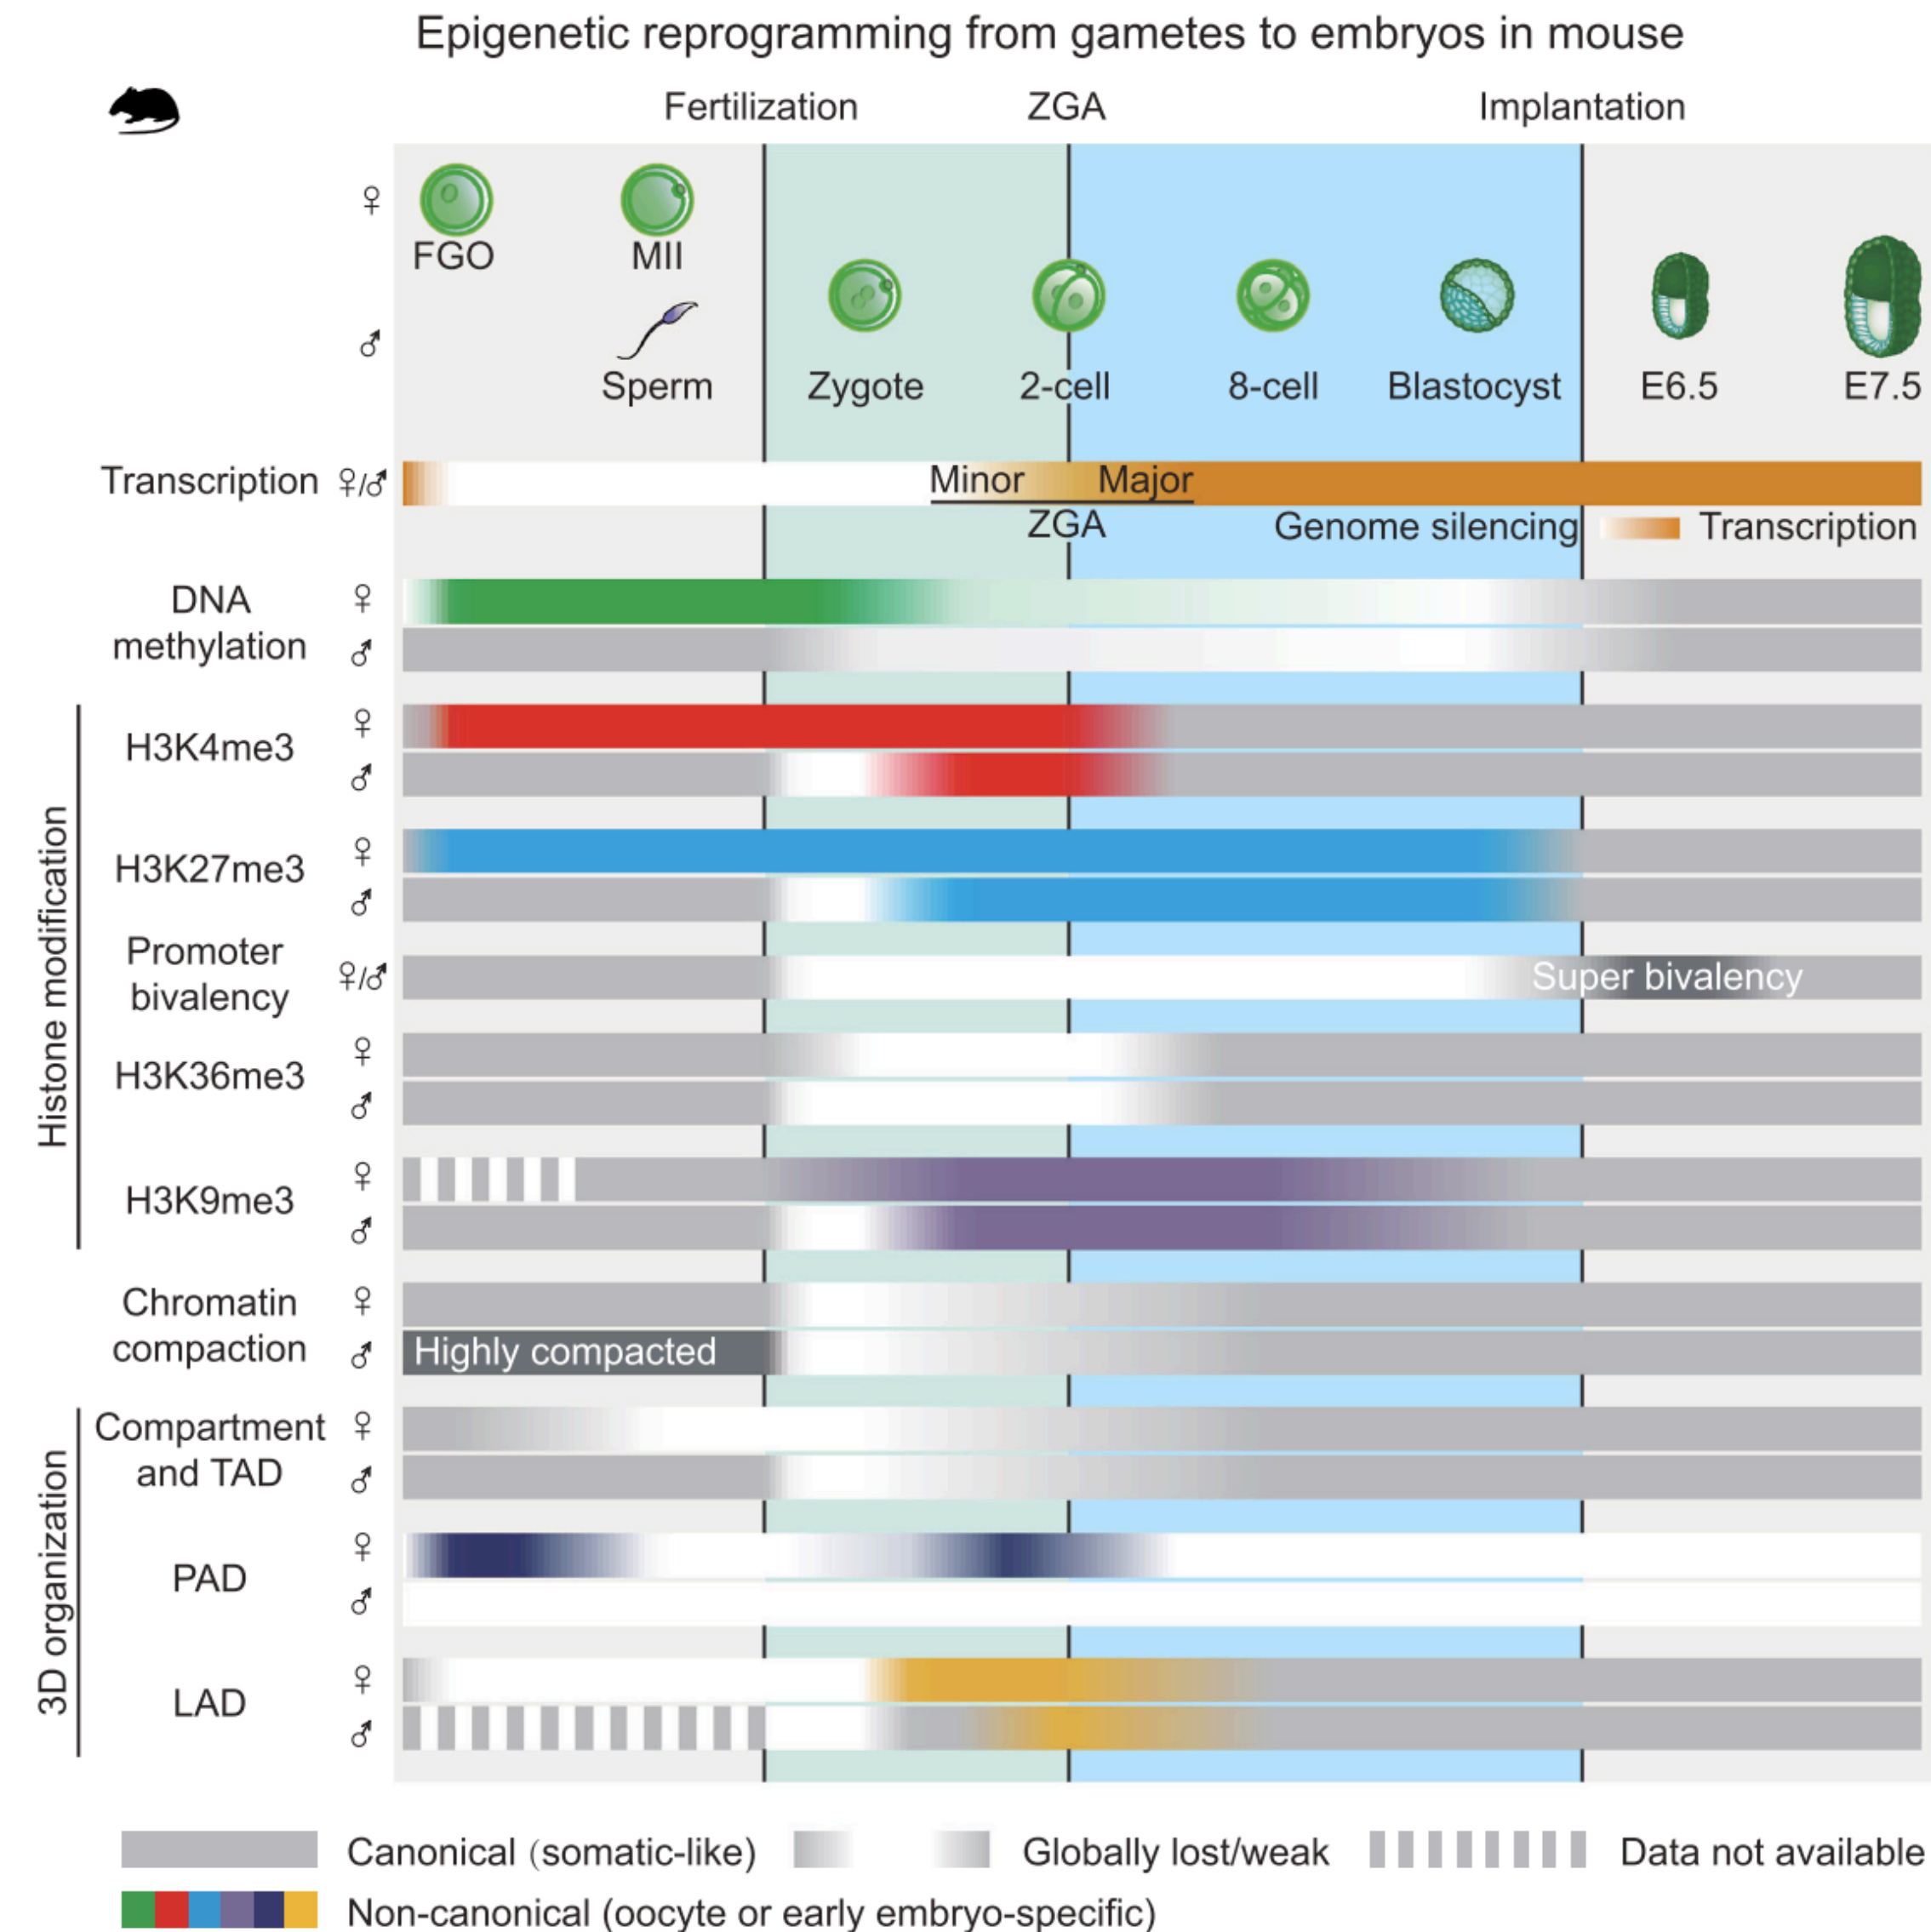 Epigenetic reprogramming from gametes to embryos in mouse
Fertilization ZGA Implantation
♀
FGO MII
♂
Sperm Zygote 2-cell 8-cell Blastocyst E6.5 E7.5
Transcription ♀/♂ Minor Major
ZGA Genome silencing Transcription
DNA
methylation
♀
♂
Histone modification
H3K4me3
♀
♂
H3K27me3
♀
♂
Promoter
bivalency
♀/♂ Super bivalency
H3K36me3
♀
♂
H3K9me3
♀
♂
Chromatin
compaction
♀
♂ Highly compacted
3D organization
Compartment
and TAD
♀
♂
PAD
♀
♂
LAD
♀
♂
Canonical (somatic-like) Globally lost/weak Data not available
Non-canonical (oocyte or early embryo-specific)